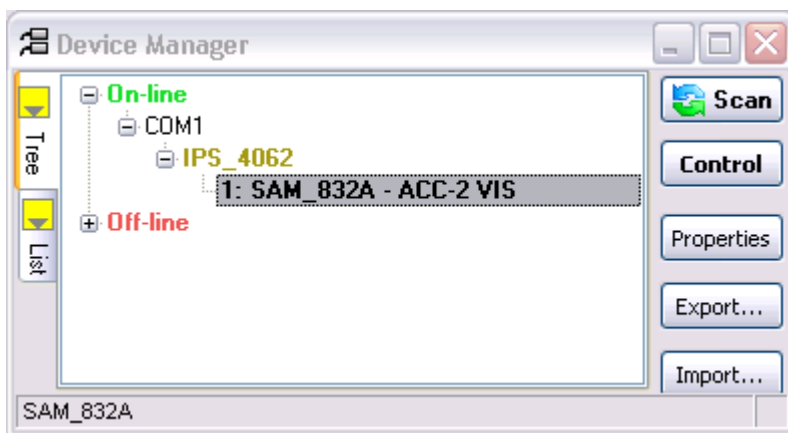 Device Manager
Tree
List
On-line
COM1
IPS_4062
1: SAM_832A - ACC-2 VIS
Off-line
Scan
Control
Properties
Export...
Import...
SAM_832A